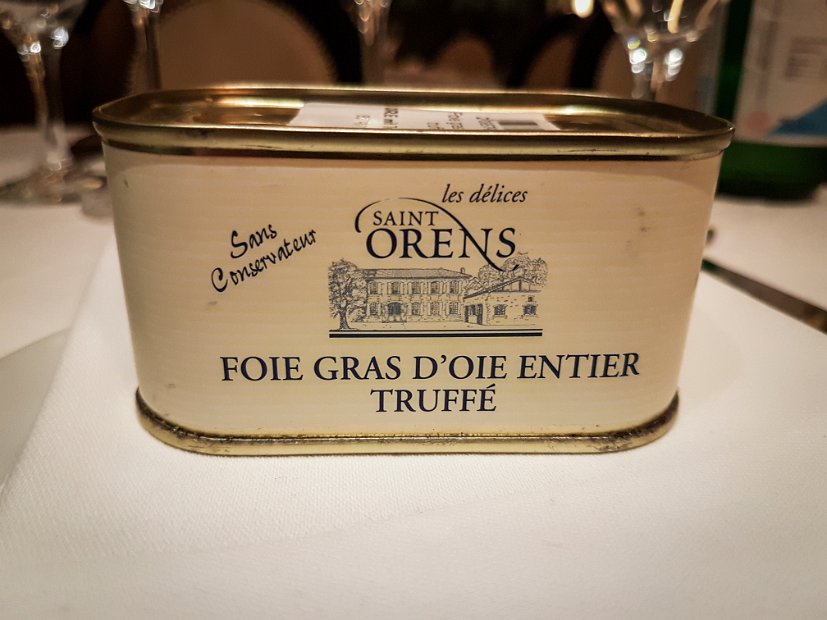 les délices
SAINT
ORENS
Sans
Conservateur
FOIE GRAS D'OIE ENTIER
TRUFFÉ